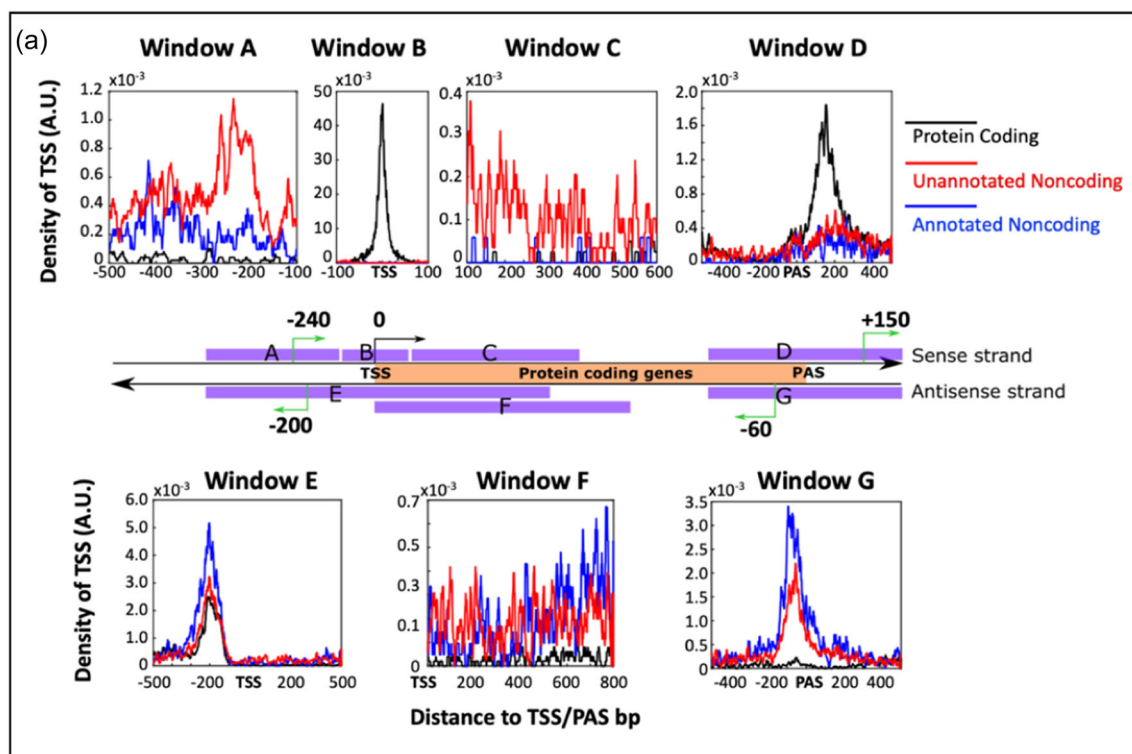 (a)
Window A Window B Window C Window D
x10⁻³ x10⁻³ x10⁻³ x10⁻³
Density of TSS (A.U.)
1.2 50 0.4 2.0
1.0 40 0.3 1.6
0.8 30 1.2
0.6 0.2
0.4 20 0.8
0.2 10 0.1 0.4
0 0 0 0
-500 -400 -300 -200 -100 -100 TSS 100 100 200 300 400 500 600 -400 -200 PAS 200 400
Protein Coding
Unannotated Noncoding
Annotated Noncoding
-240 0 +150
A B C D Sense strand
TSS Protein coding genes PAS
E G Antisense strand
F
-200 -60
Window E Window F Window G
x10⁻³ x10⁻³ x10⁻³
Density of TSS (A.U.)
6.0 0.7 3.5
5.0 3.0
4.0 0.5 2.5
3.0 2.0
0.3 1.5
2.0 1.0
1.0 0.1 0.5
0 0 0
-500 -200 TSS 200 500 TSS 200 400 600 800 -400 -200 PAS 200 400
Distance to TSS/PAS bp